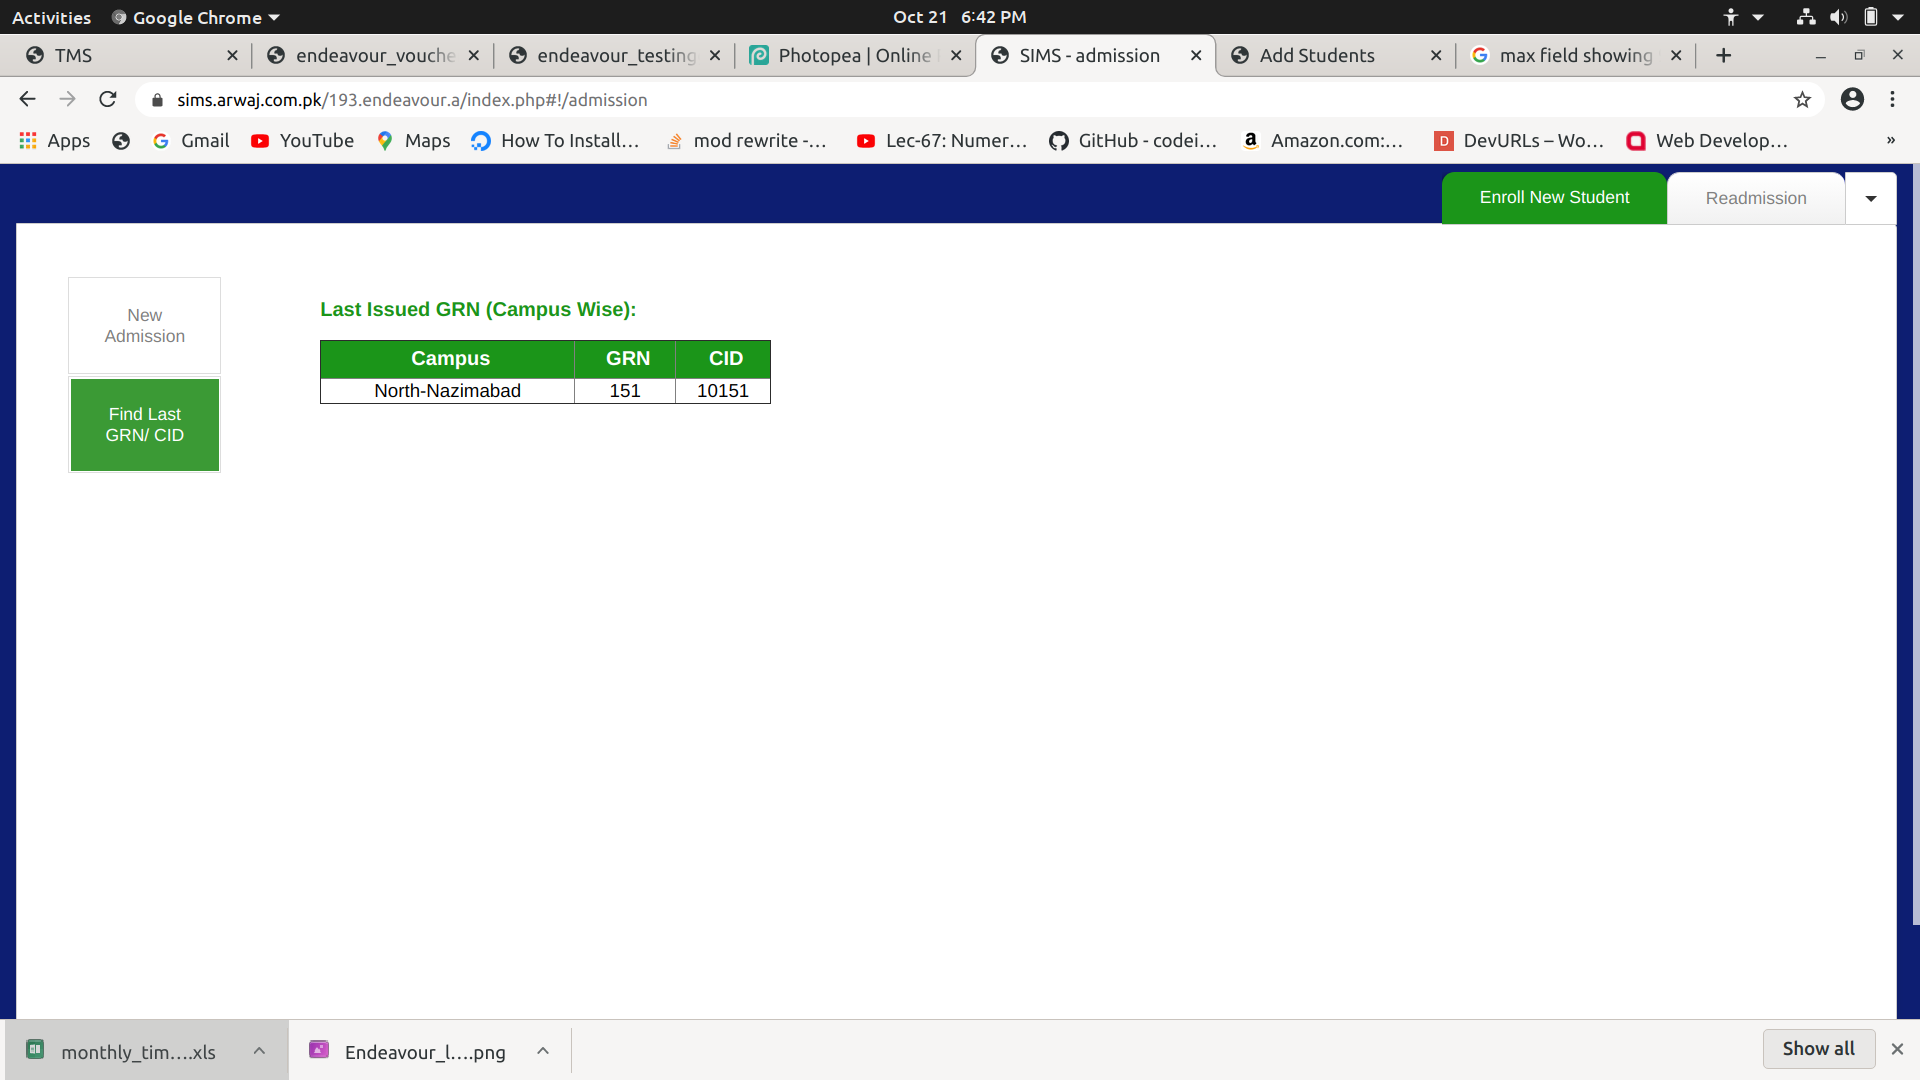 Activities Google Chrome Oct 21 6:42 PM
TMS endeavour_vouche endeavour_testing Photopea | Online SIMS - admission Add Students max field showing
sims.arwaj.com.pk/193.endeavour.a/index.php#!/admission
Apps Gmail YouTube Maps How To Install... mod rewrite -... Lec-67: Numer... GitHub - codei... Amazon.com:... DevURLs – Wo... Web Develop... »
Enroll New Student Readmission
New
Admission
Find Last
GRN/ CID
Last Issued GRN (Campus Wise):
Campus GRN CID
North-Nazimabad 151 10151
monthly_tim....xls Endeavour_l....png Show all